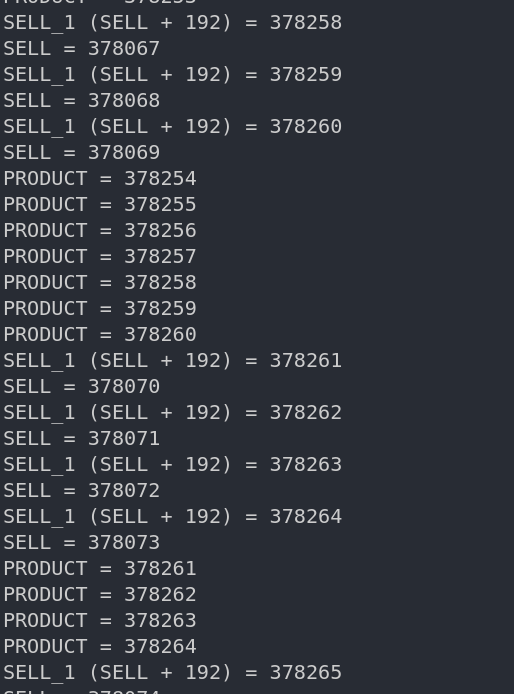 PRODUCT = 378253
SELL_1 (SELL + 192) = 378258
SELL = 378067
SELL_1 (SELL + 192) = 378259
SELL = 378068
SELL_1 (SELL + 192) = 378260
SELL = 378069
PRODUCT = 378254
PRODUCT = 378255
PRODUCT = 378256
PRODUCT = 378257
PRODUCT = 378258
PRODUCT = 378259
PRODUCT = 378260
SELL_1 (SELL + 192) = 378261
SELL = 378070
SELL_1 (SELL + 192) = 378262
SELL = 378071
SELL_1 (SELL + 192) = 378263
SELL = 378072
SELL_1 (SELL + 192) = 378264
SELL = 378073
PRODUCT = 378261
PRODUCT = 378262
PRODUCT = 378263
PRODUCT = 378264
SELL_1 (SELL + 192) = 378265
SELL = 378074